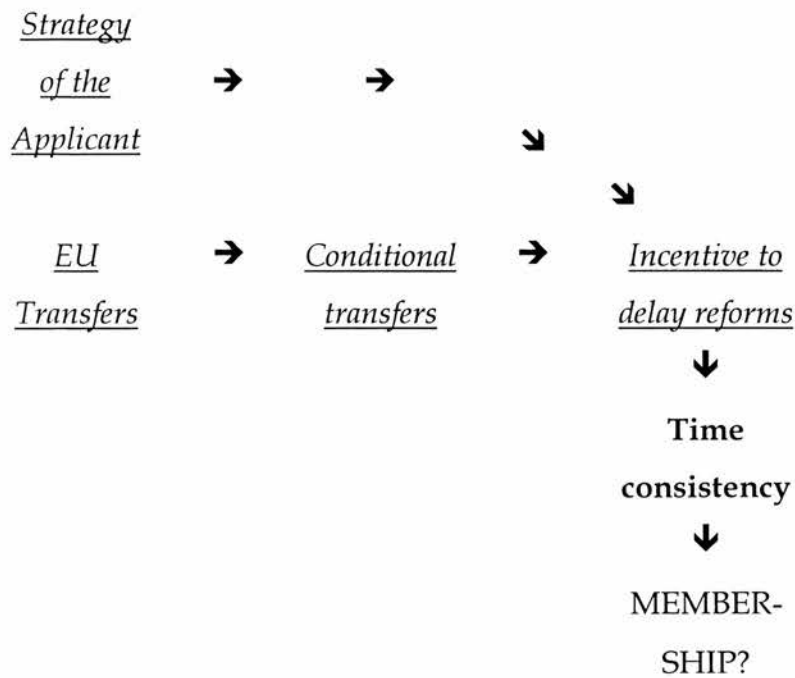 Strategy
of the
Applicant
EU
Transfers
Conditional
transfers
Incentive to
delay reforms
Time
consistency
MEMBER-
SHIP?